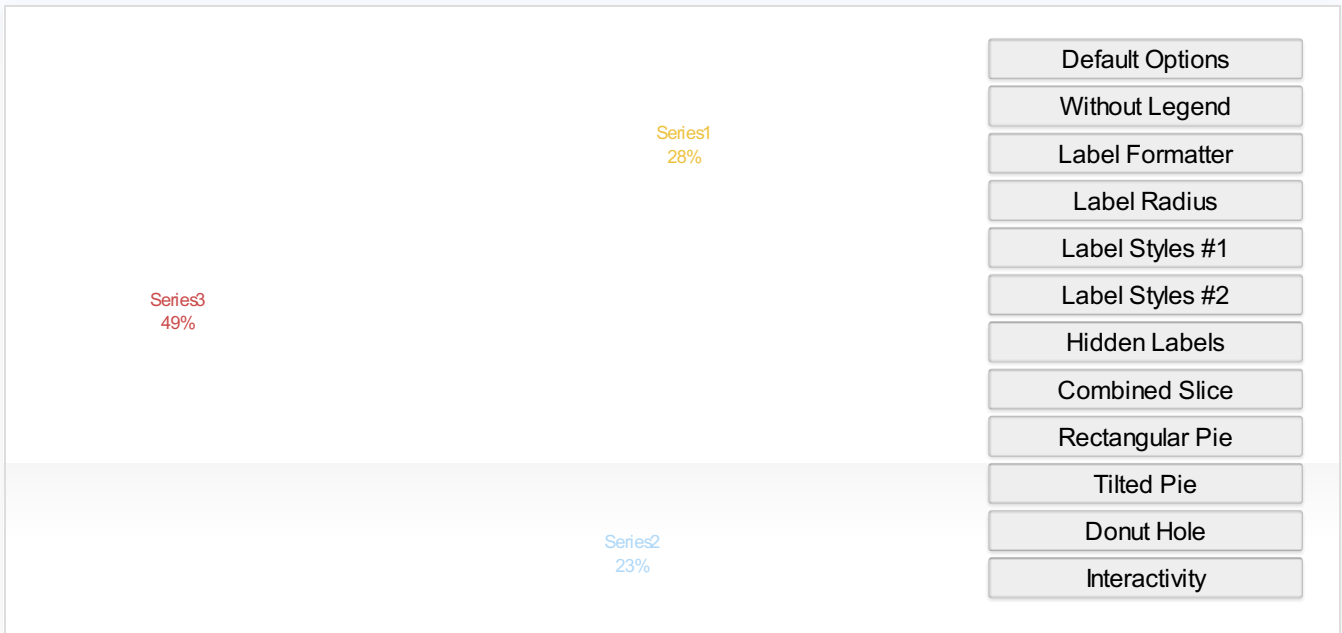 Series1
28%
Series3
49%
Series2
23%
Default Options
Without Legend
Label Formatter
Label Radius
Label Styles #1
Label Styles #2
Hidden Labels
Combined Slice
Rectangular Pie
Tilted Pie
Donut Hole
Interactivity